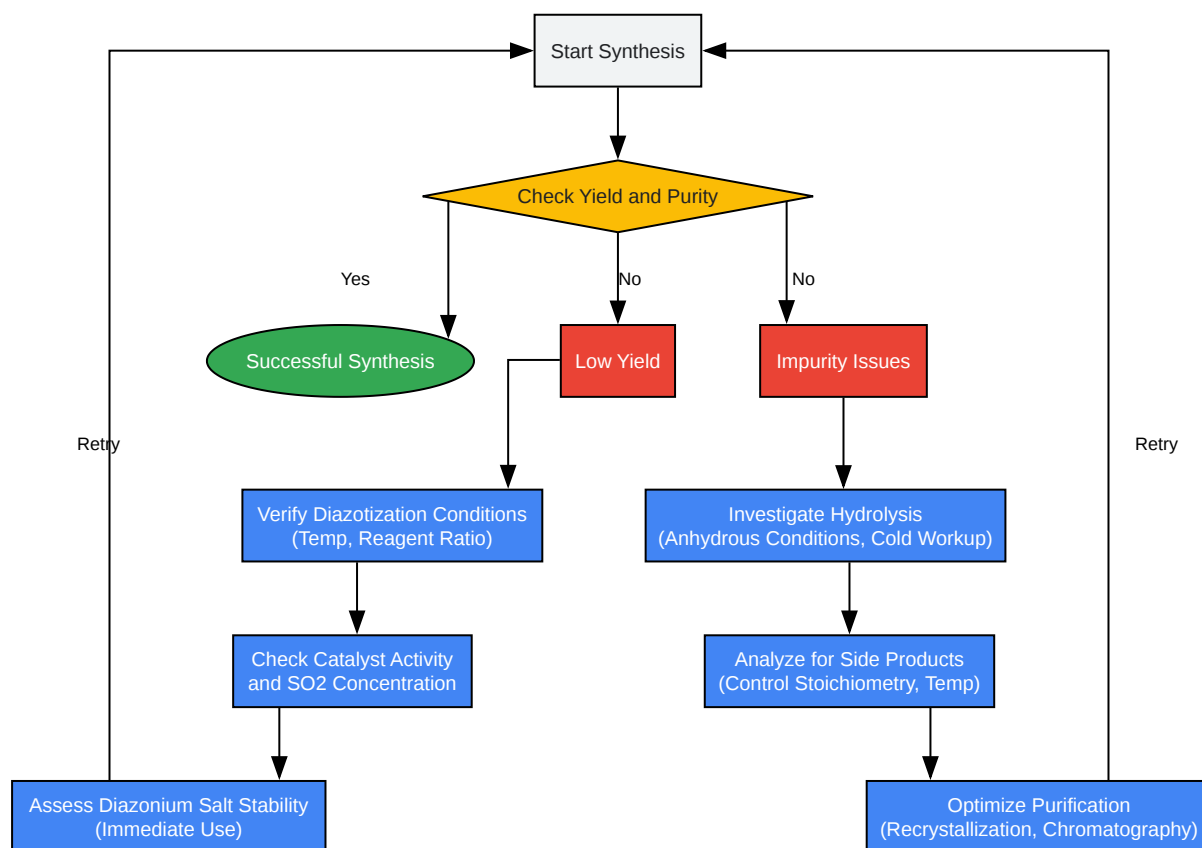 Start Synthesis
Check Yield and Purity
Yes
No
No
Successful Synthesis
Low Yield
Impurity Issues
Retry
Retry
Verify Diazotization Conditions
(Temp, Reagent Ratio)
Investigate Hydrolysis
(Anhydrous Conditions, Cold Workup)
Check Catalyst Activity
and SO2 Concentration
Analyze for Side Products
(Control Stoichiometry, Temp)
Assess Diazonium Salt Stability
(Immediate Use)
Optimize Purification
(Recrystallization, Chromatography)